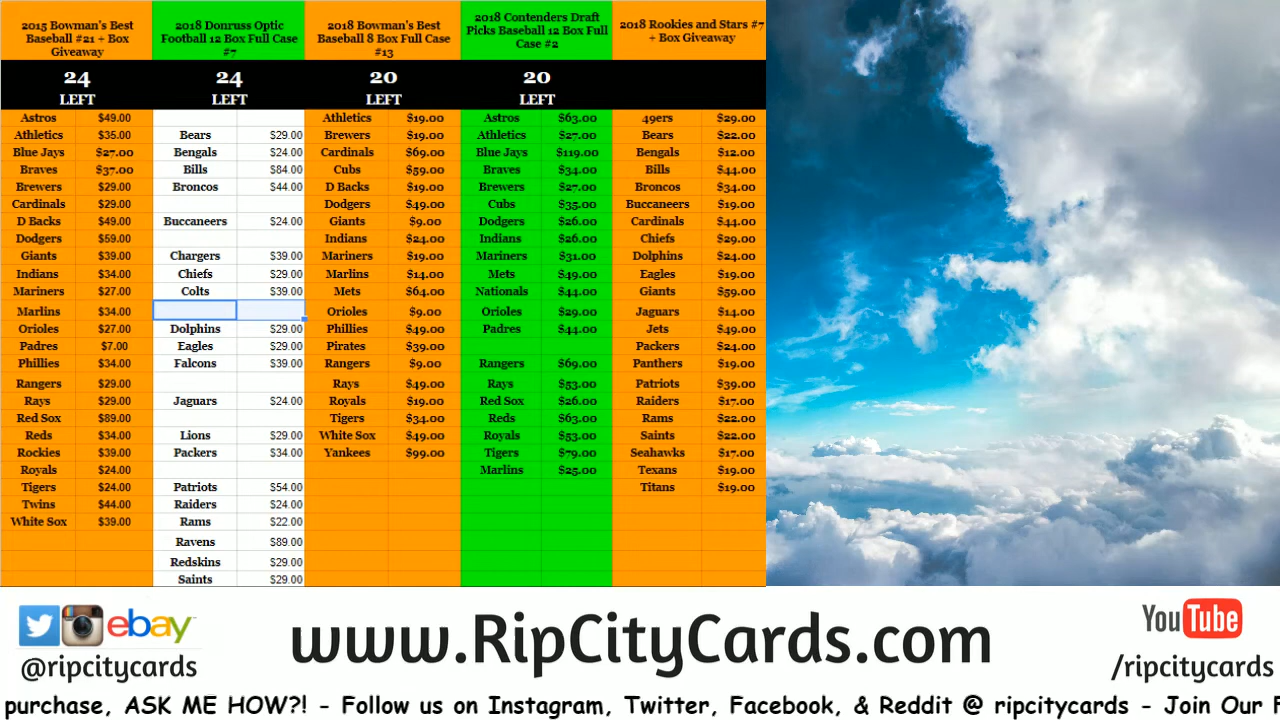 2015 Bowman's Best
Baseball #21 + Box
Giveaway
2018 Donruss Optic
Football 12 Box Full Case
#7
2018 Bowman's Best
Baseball 8 Box Full Case
#13
2018 Contenders Draft
Picks Baseball 12 Box Full
Case #2
2018 Rookies and Stars #7
+ Box Giveaway
24
LEFT
24
LEFT
20
LEFT
20
LEFT
Astros $49.00
Athletics $35.00
Blue Jays $27.00
Braves $37.00
Brewers $29.00
Cardinals $29.00
D Backs $49.00
Dodgers $59.00
Giants $39.00
Indians $34.00
Mariners $27.00
Marlins $34.00
Orioles $27.00
Padres $7.00
Phillies $34.00
Rangers $29.00
Rays $29.00
Red Sox $89.00
Reds $34.00
Rockies $39.00
Royals $24.00
Tigers $24.00
Twins $44.00
White Sox $39.00
Bears $29.00
Bengals $24.00
Bills $84.00
Broncos $44.00
Buccaneers $24.00
Chargers $39.00
Chiefs $29.00
Colts $39.00
Dolphins $29.00
Eagles $29.00
Falcons $39.00
Jaguars $24.00
Lions $29.00
Packers $34.00
Patriots $54.00
Raiders $24.00
Rams $22.00
Ravens $89.00
Redskins $29.00
Saints $29.00
Athletics $19.00
Brewers $19.00
Cardinals $69.00
Cubs $59.00
D Backs $19.00
Dodgers $49.00
Giants $9.00
Indians $24.00
Mariners $19.00
Marlins $14.00
Mets $64.00
Orioles $9.00
Phillies $49.00
Pirates $39.00
Rangers $9.00
Rays $49.00
Royals $19.00
Tigers $34.00
White Sox $49.00
Yankees $99.00
Astros $63.00
Athletics $27.00
Blue Jays $119.00
Braves $34.00
Brewers $27.00
Cubs $35.00
Dodgers $26.00
Indians $26.00
Mariners $31.00
Mets $49.00
Nationals $44.00
Orioles $29.00
Padres $44.00
Rangers $69.00
Rays $53.00
Red Sox $26.00
Reds $63.00
Royals $53.00
Tigers $79.00
Marlins $25.00
49ers $29.00
Bears $22.00
Bengals $12.00
Bills $44.00
Broncos $34.00
Buccaneers $19.00
Cardinals $44.00
Chiefs $29.00
Dolphins $24.00
Eagles $19.00
Giants $59.00
Jaguars $14.00
Jets $49.00
Packers $24.00
Panthers $19.00
Patriots $39.00
Raiders $17.00
Rams $22.00
Saints $22.00
Seahawks $17.00
Texans $19.00
Titans $19.00
ebay
@ripcitycards
www.RipCityCards.com
YouTube
/ripcitycards
purchase, ASK ME HOW?! - Follow us on Instagram, Twitter, Facebook, & Reddit @ ripcitycards - Join Our